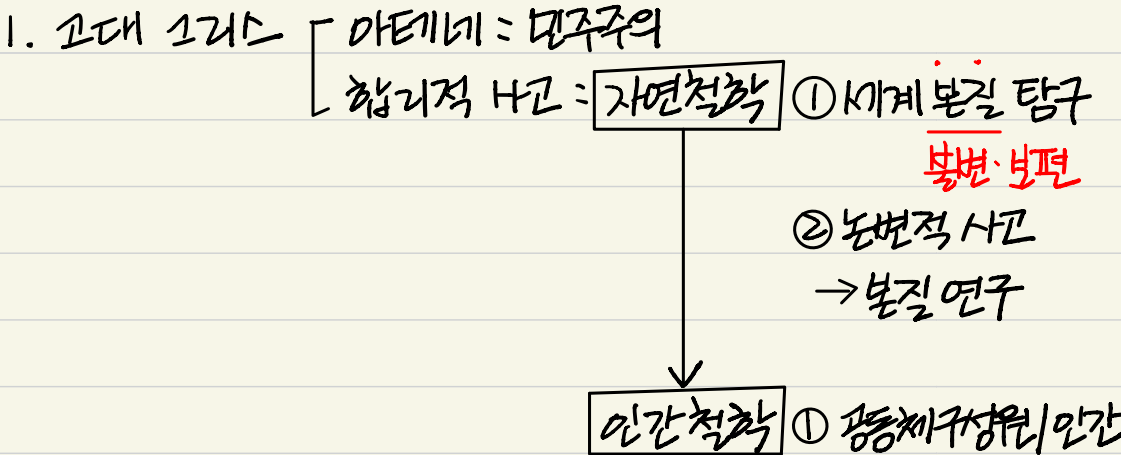 1. 고대 그리스 ┌ 아테네 : 민주주의
└ 합리적 사고 : 자연철학 ① 세계 본질 탐구
불변·보편
② 논변적 사고
→ 본질 연구
인간철학 ① 공동체구성원/인간